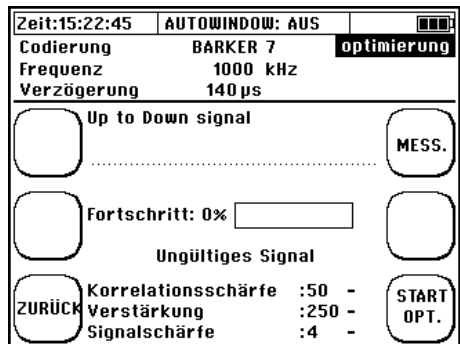 Zeit:15:22:45 AUTOWINDOW: AUS
Codierung BARKER 7 optimierung
Frequenz 1000 kHz
Verzögerung 140 µs
Up to Down signal
MESS.
Fortschritt: 0%
Ungültiges Signal
Korrelationsschärfe :50 -
ZURÜCK Verstärkung :250 -
Signalschärfe :4 -
START
OPT.